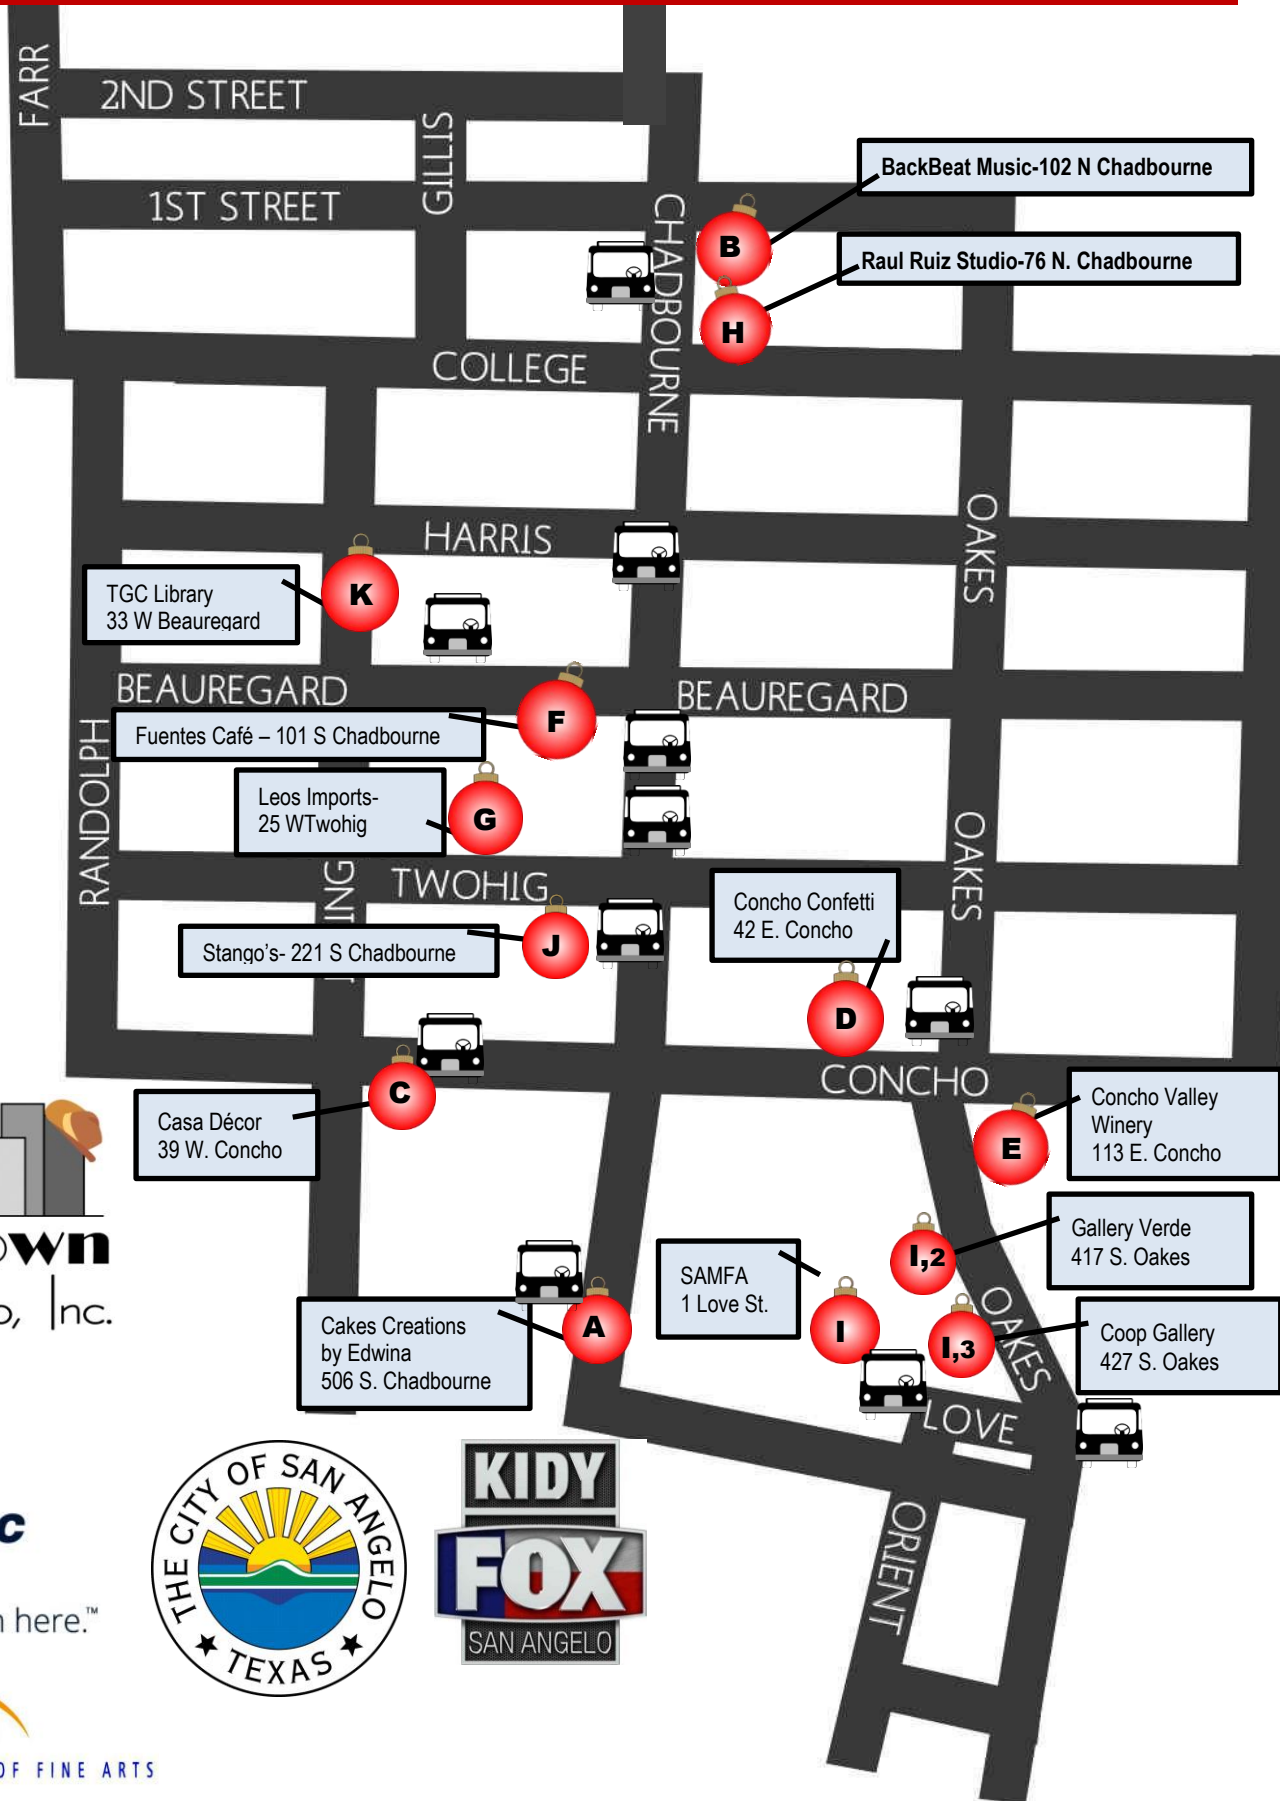 FARR
2ND STREET
GILLIS
1ST STREET
CHADBOURNE
BackBeat Music-102 N Chadbourne
B
Raul Ruiz Studio-76 N. Chadbourne
H
COLLEGE
HARRIS
OAKES
TGC Library
33 W Beauregard
K
BEAUREGARD
BEAUREGARD
Fuentes Café – 101 S Chadbourne
F
RANDOLPH
Leos Imports-
25 WTwohig
G
OAKES
TWOHIG
ING
Concho Confetti
42 E. Concho
D
Stango's- 221 S Chadbourne
J
CONCHO
C
Casa Décor
39 W. Concho
E
Concho Valley
Winery
113 E. Concho
own
o, Inc.
I,2
Gallery Verde
417 S. Oakes
SAMFA
1 Love St.
I
I,3
OAKES
Coop Gallery
427 S. Oakes
Cakes Creations
by Edwina
506 S. Chadbourne
A
LOVE
ORIENT
THE CITY OF SAN ANGELO
TEXAS
KIDY
FOX
SAN ANGELO
c
n here.™
OF FINE ARTS